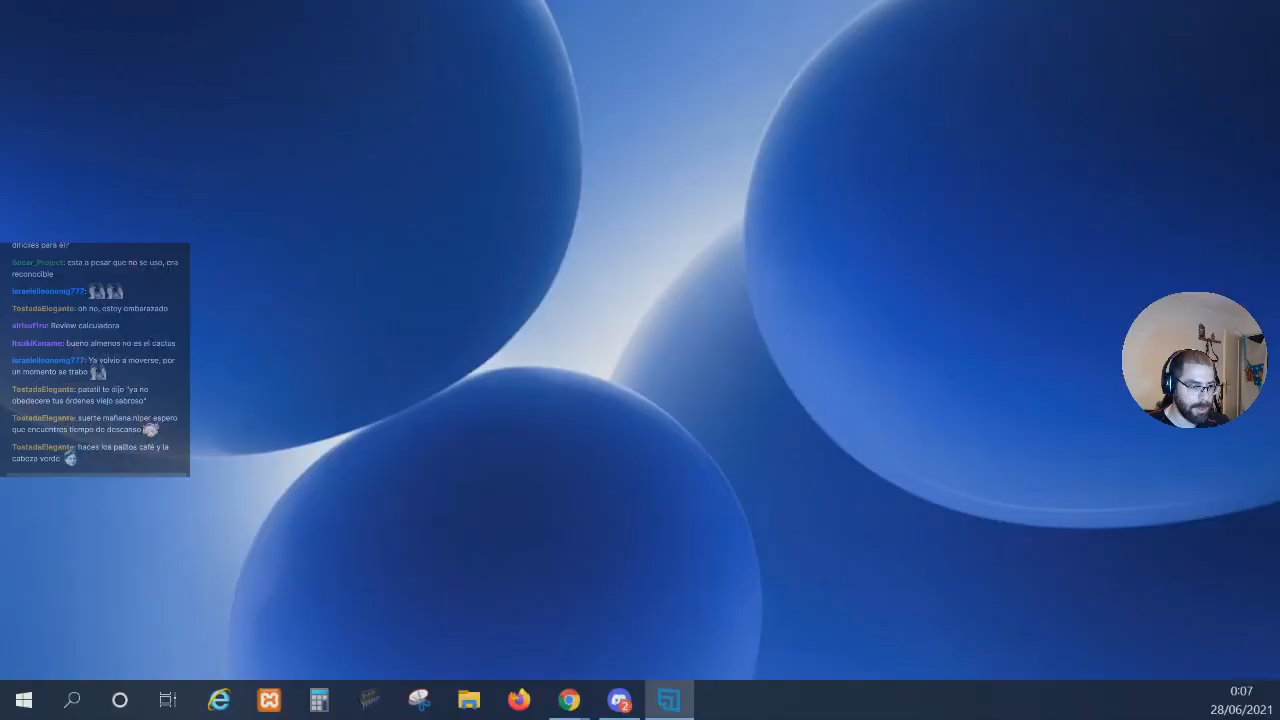 difíciles para él?
Socar_Project: esta a pesar que no se uso, era
reconocible
israelelleonomg777:
TostadaElegante: oh no, estoy embarazado
Review calculadora
ItsukiKaname: bueno almenos no es el cactus
israelelleonomg777: Ya volvio a moverse, por
un momento se trabo
TostadaElegante: patatil te dijo "ya no
obedecere tus órdenes viejo sabroso"
TostadaElegante: suerte mañana niper espero
que encuentres tiempo de descanso
TostadaElegante: haces los palitos café y la
cabeza verde
2
0:07
28/06/2021